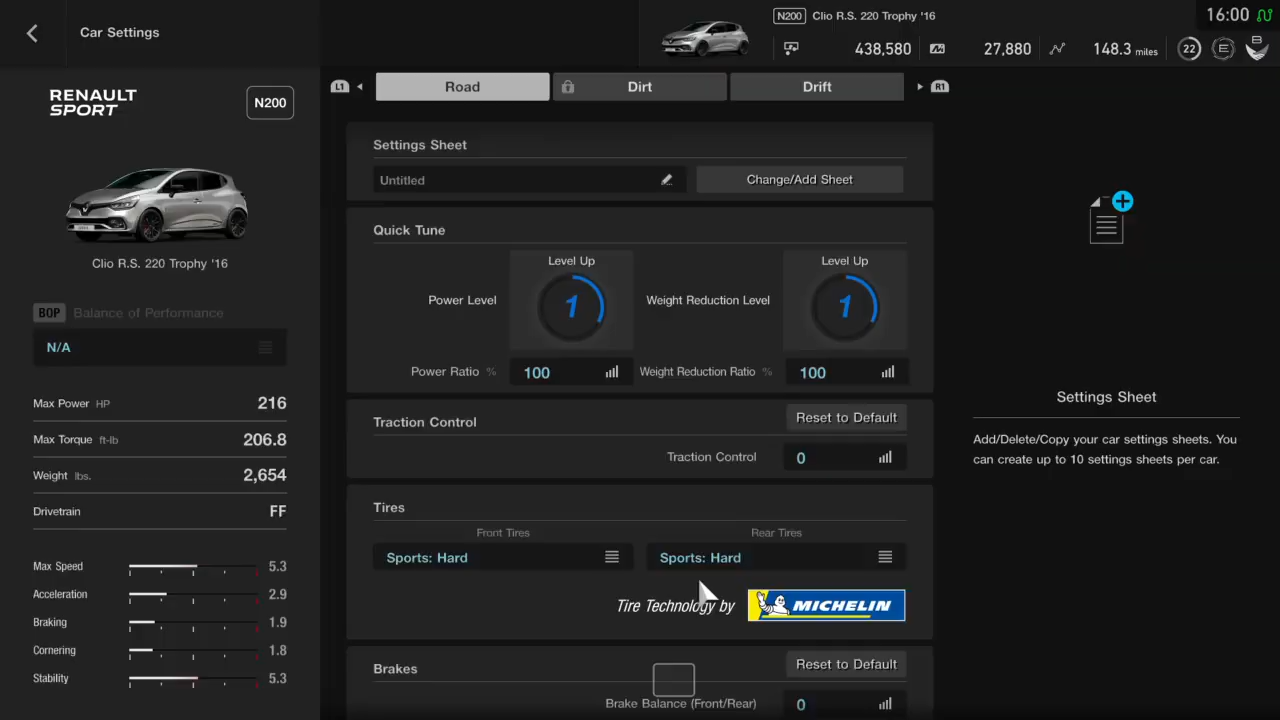 Car Settings
N200 Clio R.S. 220 Trophy '16
16:00
438,580
27,880
148.3 miles
22
E
B
RENAULT
SPORT
N200
Clio R.S. 220 Trophy '16
BOP Balance of Performance
N/A
Max Power HP 216
Max Torque ft-lb 206.8
Weight lbs. 2,654
Drivetrain FF
Max Speed 5.3
Acceleration 2.9
Braking 1.9
Cornering 1.8
Stability 5.3
L1 Road Dirt Drift R1
Settings Sheet
Untitled Change/Add Sheet
Quick Tune
Level Up Level Up
Power Level 1 Weight Reduction Level 1
Power Ratio % 100 Weight Reduction Ratio % 100
Traction Control Reset to Default
Traction Control 0
Tires
Front Tires Rear Tires
Sports: Hard Sports: Hard
Tire Technology by MICHELIN
Brakes Reset to Default
Brake Balance (Front/Rear) 0
Settings Sheet
Add/Delete/Copy your car settings sheets. You
can create up to 10 settings sheets per car.